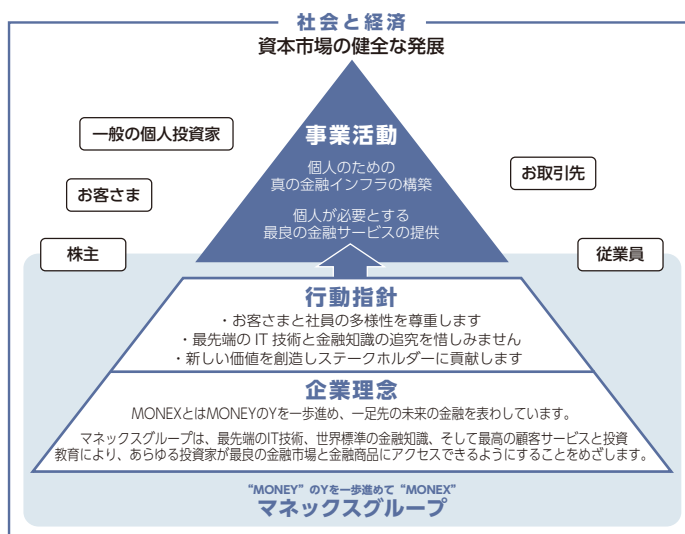 社会と経済
資本市場の健全な発展
一般の個人投資家
お客さま
株主
お取引先
従業員
事業活動
個人のための
真の金融インフラの構築
個人が必要とする
最良の金融サービスの提供
行動指針
・お客さまと社員の多様性を尊重します
・最先端の IT 技術と金融知識の追究を惜しみません
・新しい価値を創造しステークホルダーに貢献します
企業理念
MONEXとはMONEYのYを一歩進め、一足先の未来の金融を表わしています。
マネックスグループは、最先端のIT技術、世界標準の金融知識、そして最高の顧客サービスと投資
教育により、あらゆる投資家が最良の金融市場と金融商品にアクセスできるようにすることをめざします。
“MONEY” のYを一歩進めて “MONEX”
マネックスグループ